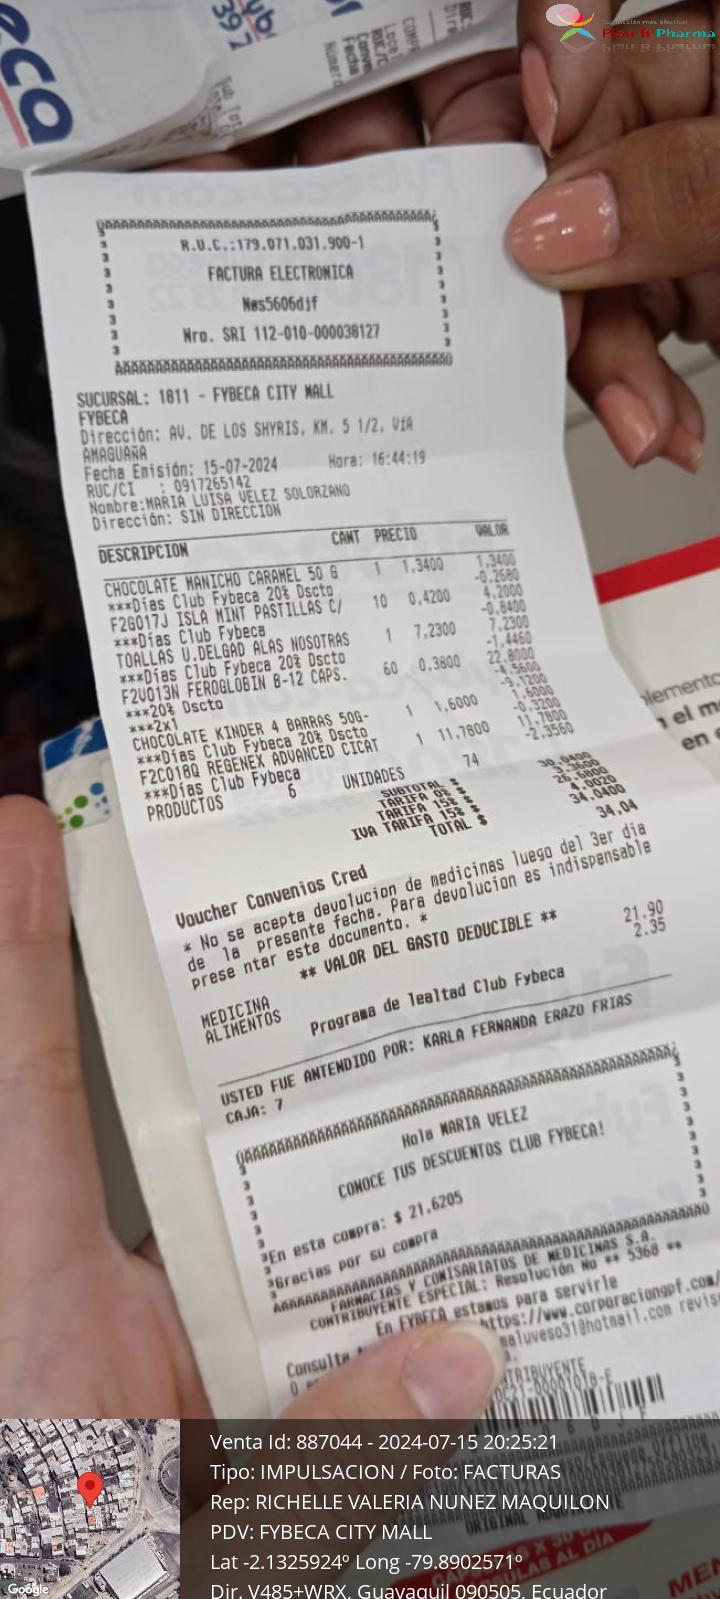 eca
Plan B Pharma
R.U.C.:179.071.031.900-1
FACTURA ELECTRONICA
Nøs5606djf
Nro. SRI 112-010-000038127
SUCURSAL: 1811 - FYBECA CITY MALL
FYBECA
Dirección: AV. DE LOS SHYRIS, KM. 5 1/2, VíA
AMAGUAÑA
Fecha Emisión: 15-07-2024 Hora: 16:44:19
RUC/CI : 0917265142
Nombre:MARIA LUISA VELEZ SOLORZANO
Dirección: SIN DIRECCION
DESCRIPCION CANT PRECIO VALOR
CHOCOLATE MANICHO CARAMEL 50 G 1 1,3400 1,3400
***Días Club Fybeca 20% Dscto -0,2680
F2G017J ISLA MINT PASTILLAS C/ 10 0,4200 4,2000
***Días Club Fybeca -0,8400
TOALLAS U.DELGAD ALAS NOSOTRAS 1 7,2300 7,2300
***Días Club Fybeca 20% Dscto -1,4460
F2V013N FEROGLOBIN B-12 CAPS. 60 0,3800 22,8000
***20% Dscto -4,5600
***2x1 -9,1200
CHOCOLATE KINDER 4 BARRAS 50G- 1 1,6000 1,6000
***Días Club Fybeca 20% Dscto -0,3200
F2C018Q REGENEX ADVANCED CICAT 1 11,7800 11,7800
***Días Club Fybeca -2,3560
PRODUCTOS 6 UNIDADES 74
SUBTOTAL $ 30,0400
TARIFA 0% $ 3,3600
TARIFA 15% $ 26,6800
IVA TARIFA 15% $ 4,0020
TOTAL $ 34,0400
34,04
Voucher Convenios Cred
* No se acepta devolucion de medicinas luego del 3er dia
de la presente fecha. Para devolucion es indispensable
prese ntar este documento. *
** VALOR DEL GASTO DEDUCIBLE **
MEDICINA 21.90
ALIMENTOS 2.35
Programa de lealtad Club Fybeca
USTED FUE ANTENDIDO POR: KARLA FERNANDA ERAZO FRIAS
CAJA: 7
Hola MARIA VELEZ
CONOCE TUS DESCUENTOS CLUB FYBECA!
En esta compra: $ 21,6205
Gracias por su compra
FARMACIAS Y COMISARIATOS DE MEDICINAS S.A.
CONTRIBUYENTE ESPECIAL: Resolución No ** 5368 **
En FYBECA estamos para servirle
Consulta
https://www.corporaciongpf.com/
maluveso31@hotmail.com revis
Venta Id: 887044 - 2024-07-15 20:25:21
Tipo: IMPULSACION / Foto: FACTURAS
Rep: RICHELLE VALERIA NUNEZ MAQUILON
PDV: FYBECA CITY MALL
Lat -2.1325924º Long -79.8902571º
Dir. V485+WRX, Guayaquil 090505, Ecuador
Google